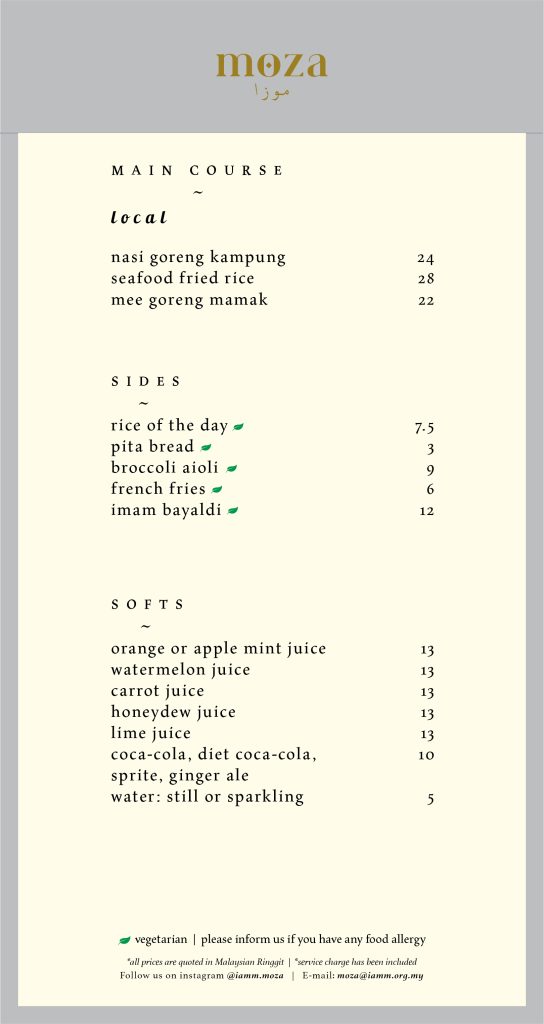 moza
موزا
MAIN COURSE
~
local
nasi goreng kampung 24
seafood fried rice 28
mee goreng mamak 22
SIDES
~
rice of the day 7.5
pita bread 3
broccoli aioli 9
french fries 6
imam bayaldi 12
SOFTS
~
orange or apple mint juice 13
watermelon juice 13
carrot juice 13
honeydew juice 13
lime juice 13
coca-cola, diet coca-cola, 10
sprite, ginger ale
water: still or sparkling 5
vegetarian | please inform us if you have any food allergy
*all prices are quoted in Malaysian Ringgit | *service charge has been included
Follow us on instagram @iamm.moza | E-mail: moza@iamm.org.my